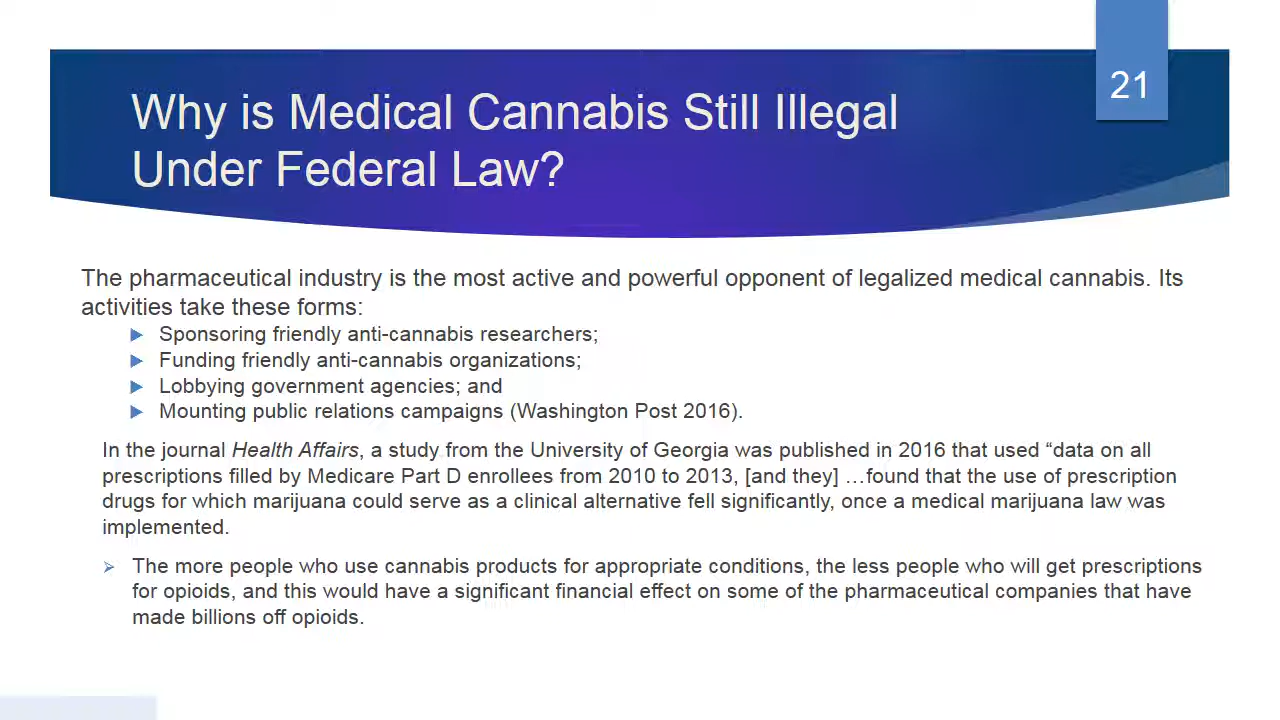 21
Why is Medical Cannabis Still Illegal
Under Federal Law?
The pharmaceutical industry is the most active and powerful opponent of legalized medical cannabis. Its
activities take these forms:
Sponsoring friendly anti-cannabis researchers;
Funding friendly anti-cannabis organizations;
Lobbying government agencies; and
Mounting public relations campaigns (Washington Post 2016).
In the journal Health Affairs, a study from the University of Georgia was published in 2016 that used “data on all
prescriptions filled by Medicare Part D enrollees from 2010 to 2013, [and they] …found that the use of prescription
drugs for which marijuana could serve as a clinical alternative fell significantly, once a medical marijuana law was
implemented.
The more people who use cannabis products for appropriate conditions, the less people who will get prescriptions
for opioids, and this would have a significant financial effect on some of the pharmaceutical companies that have
made billions off opioids.